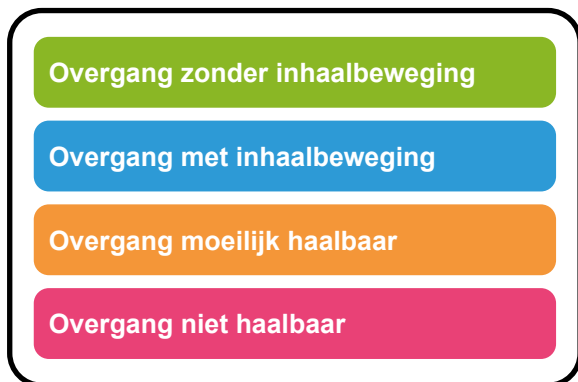 Overgang zonder inhaalbeweging
Overgang met inhaalbeweging
Overgang moeilijk haalbaar
Overgang niet haalbaar